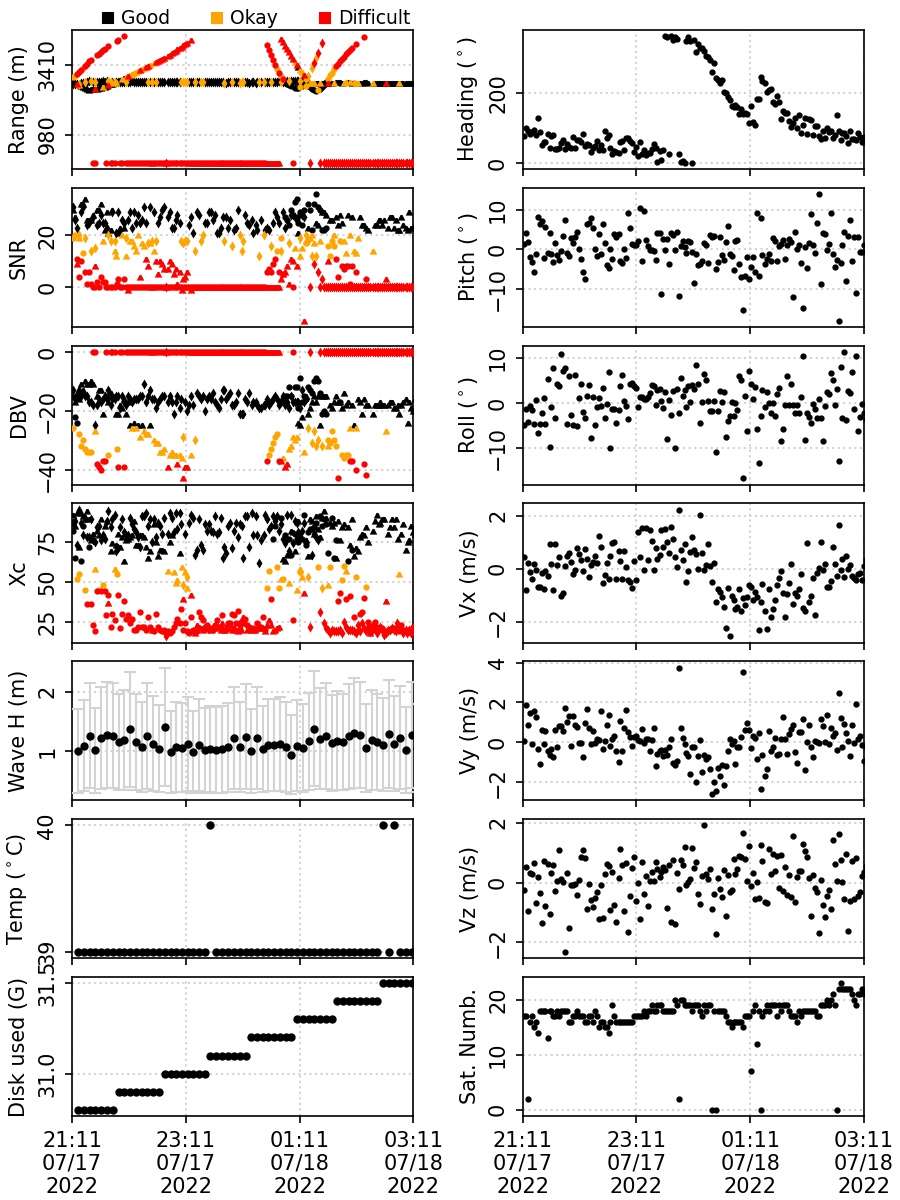 Good Okay Difficult
Range (m)
3410
980
Heading (°)
200
0
SNR
20
0
Pitch (°)
10
0
−10
DBV
0
−20
−40
Roll (°)
10
0
−10
Xc
75
50
25
Vx (m/s)
2
0
−2
Wave H (m)
2
1
Vy (m/s)
4
2
0
−2
Temp (°C)
40
39
Vz (m/s)
2
0
−2
Disk used (G)
31.5
31.0
Sat. Numb.
20
10
0
21:11 23:11 01:11 03:11
07/17 07/17 07/18 07/18
2022 2022 2022 2022
21:11 23:11 01:11 03:11
07/17 07/17 07/18 07/18
2022 2022 2022 2022